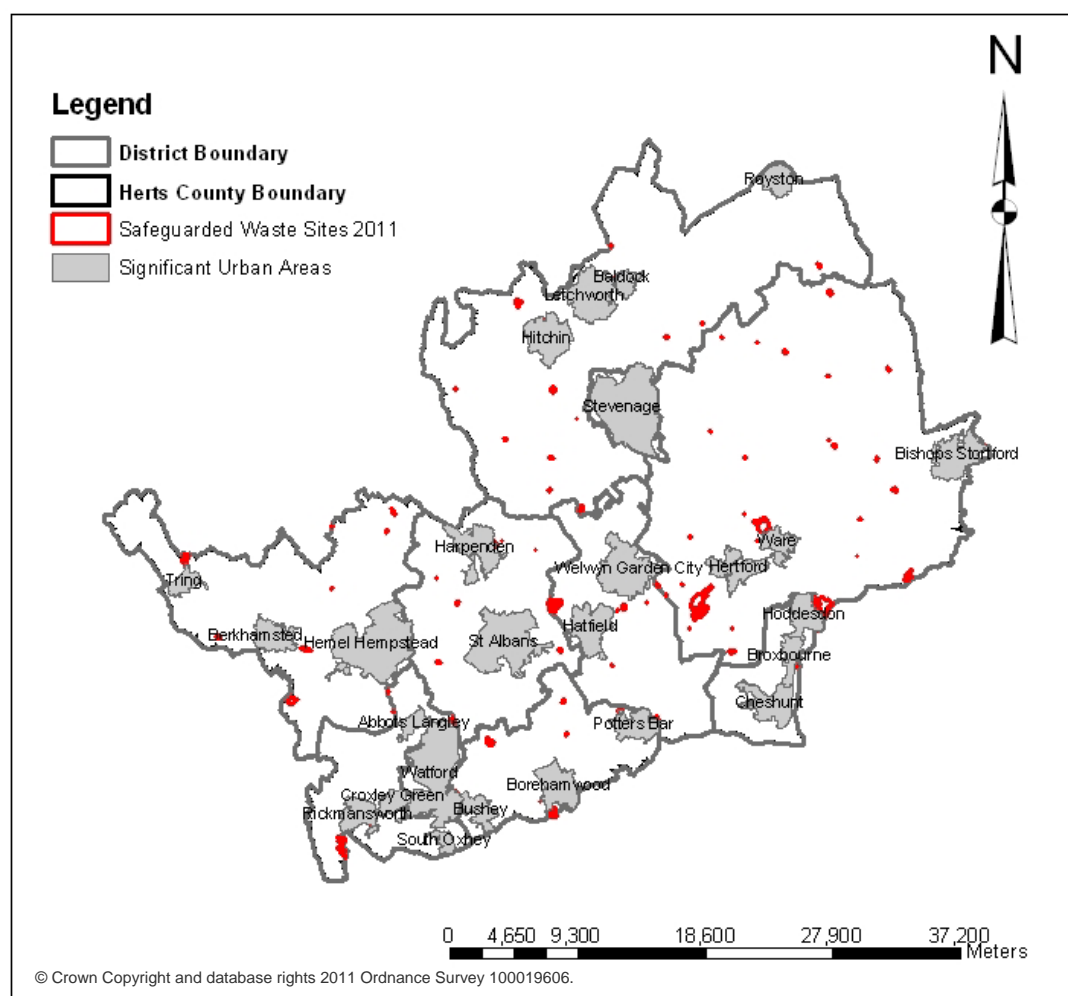 N
Legend
District Boundary
Herts County Boundary
Safeguarded Waste Sites 2011
Significant Urban Areas
Royston
Baldock
Letchworth
Hitchin
Stevenage
Bishops Stortford
Harpenden
Ware
Welwyn Garden City
Hertford
Tring
Hoddesdon
Berkhamsted
Hemel Hempstead
St Albans
Hatfield
Broxbourne
Cheshunt
Abbots Langley
Potters Bar
Watford
Borehamwood
Croxley Green
Rickmansworth
Bushey
South Oxhey
0 4,650 9,300 18,600 27,900 37,200
Meters
© Crown Copyright and database rights 2011 Ordnance Survey 100019606.